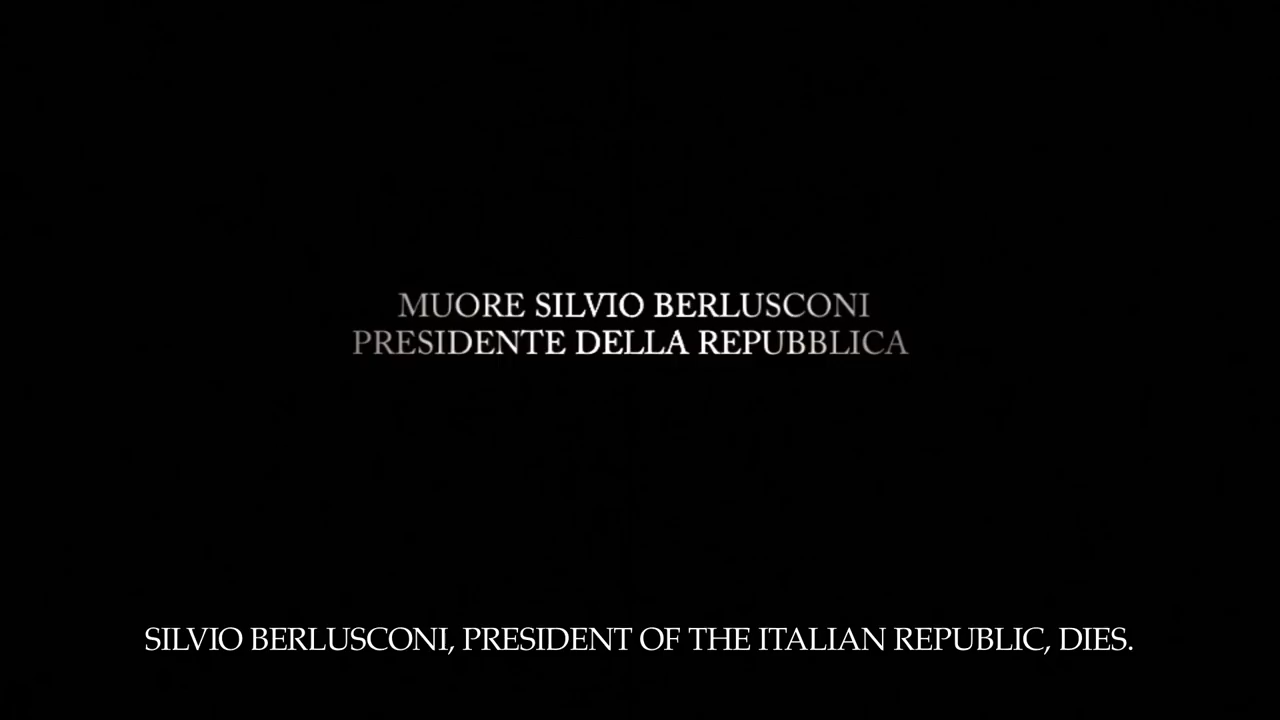 MUORE SILVIO BERLUSCONI
PRESIDENTE DELLA REPUBBLICA
SILVIO BERLUSCONI, PRESIDENT OF THE ITALIAN REPUBLIC, DIES.